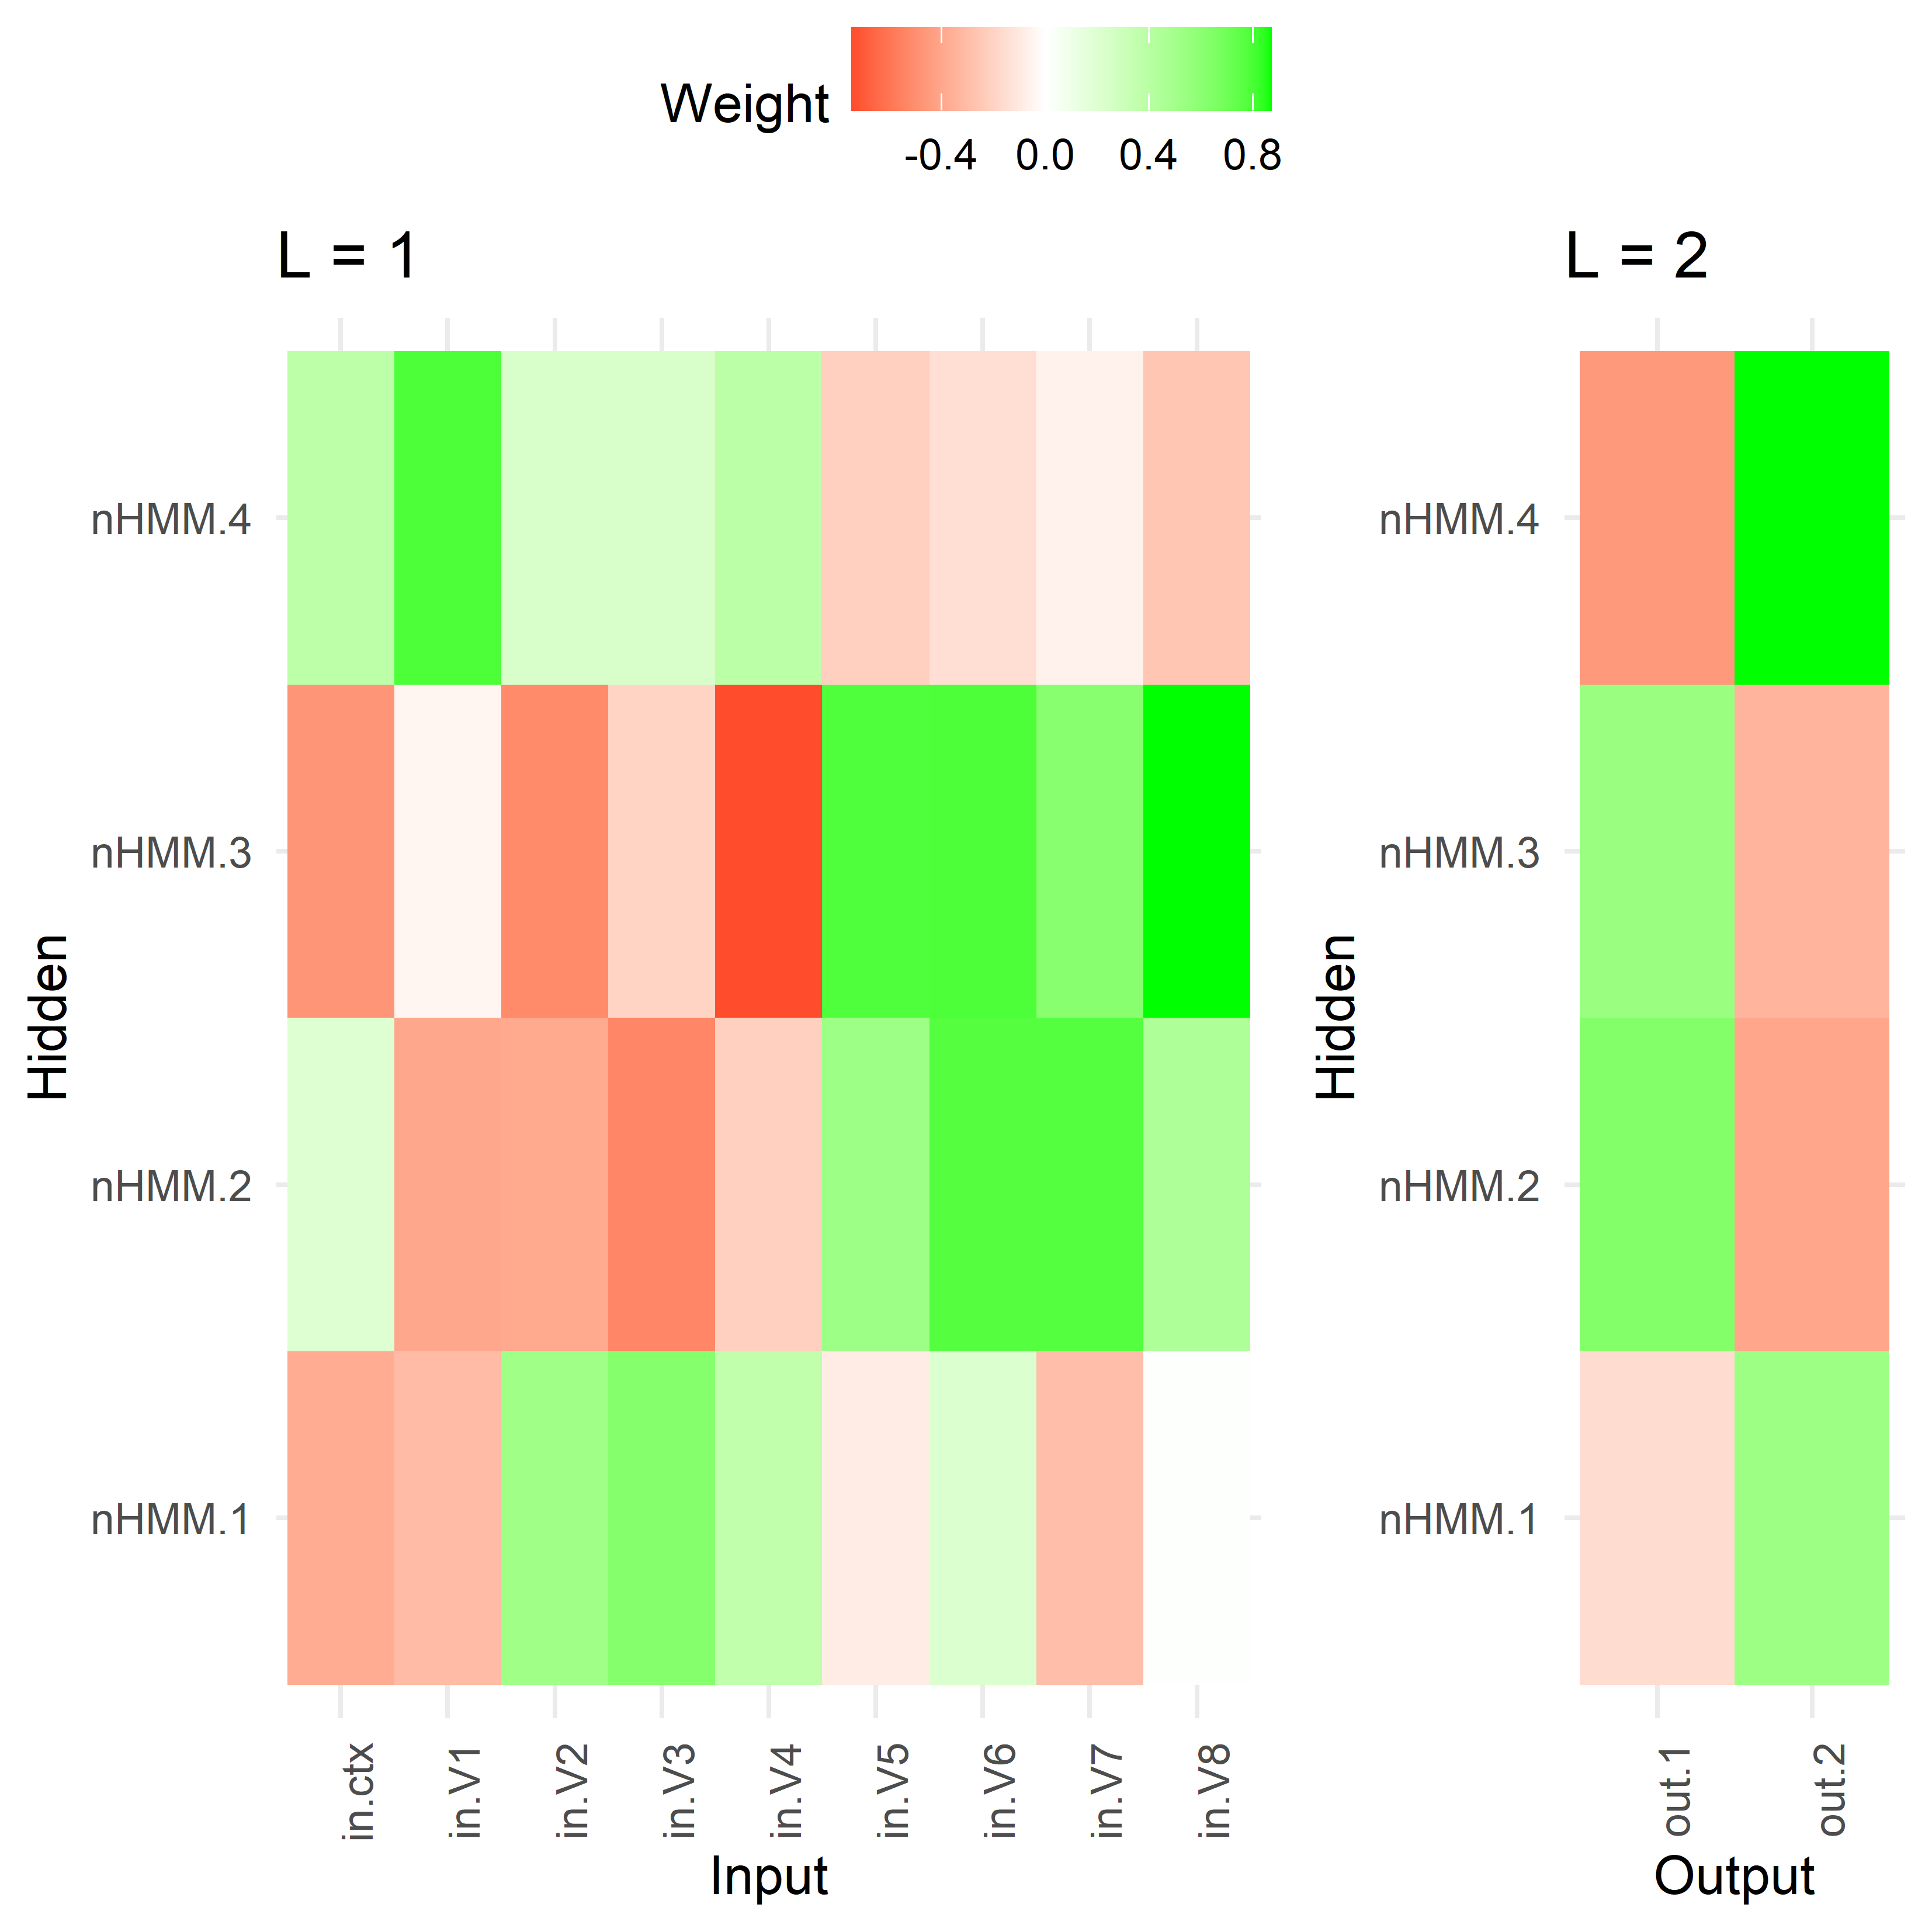 Weight
-0.4 0.0 0.4 0.8
L = 1
nHMM.4
nHMM.3
nHMM.2
nHMM.1
Hidden
in.ctx in.V1 in.V2 in.V3 in.V4 in.V5 in.V6 in.V7 in.V8
Input
L = 2
nHMM.4
nHMM.3
nHMM.2
nHMM.1
Hidden
out.1 out.2
Output